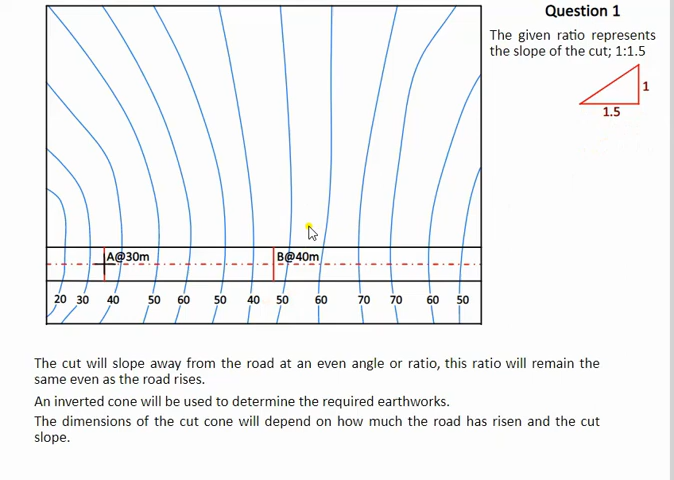 Question 1
The given ratio represents
the slope of the cut; 1:1.5
1
1.5
A@30m
B@40m
20 30 40 50 60 50 40 50 60 70 70 60 50
The cut will slope away from the road at an even angle or ratio, this ratio will remain the
same even as the road rises.
An inverted cone will be used to determine the required earthworks.
The dimensions of the cut cone will depend on how much the road has risen and the cut
slope.